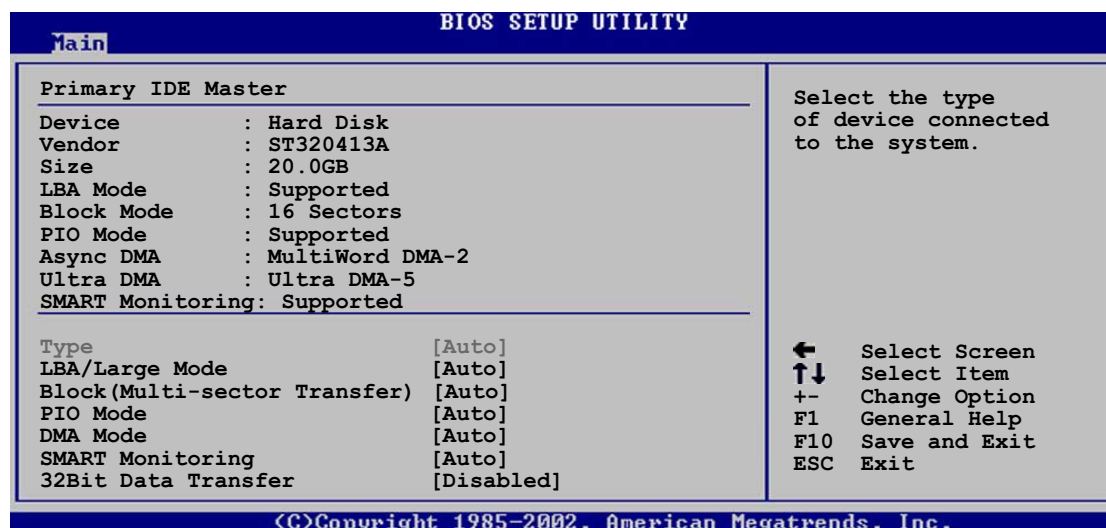 BIOS SETUP UTILITY
Main
Primary IDE Master
Device : Hard Disk
Vendor : ST320413A
Size : 20.0GB
LBA Mode : Supported
Block Mode : 16 Sectors
PIO Mode : Supported
Async DMA : MultiWord DMA-2
Ultra DMA : Ultra DMA-5
SMART Monitoring: Supported
Type [Auto]
LBA/Large Mode [Auto]
Block(Multi-sector Transfer) [Auto]
PIO Mode [Auto]
DMA Mode [Auto]
SMART Monitoring [Auto]
32Bit Data Transfer [Disabled]
Select the type
of device connected
to the system.
← Select Screen
↑↓ Select Item
+- Change Option
F1 General Help
F10 Save and Exit
ESC Exit
(C)Copyright 1985-2002, American Megatrends, Inc.